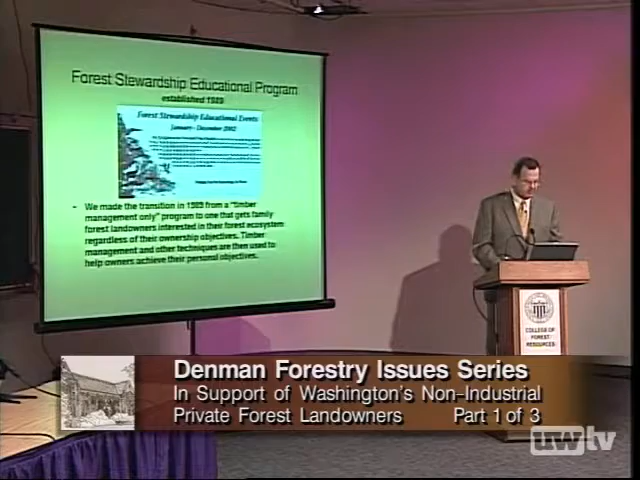 Forest Stewardship Educational Program
established 1989
Forest Stewardship Educational Events
January - December 2002
- We made the transition in 1989 from a "timber
management only" program to one that gets family
forest landowners interested in their forest ecosystem
regardless of their ownership objectives. Timber
management and other techniques are then used to
help owners achieve their personal objectives.
COLLEGE OF
FOREST
RESOURCES
Denman Forestry Issues Series
In Support of Washington's Non-Industrial
Private Forest Landowners Part 1 of 3
uwtv